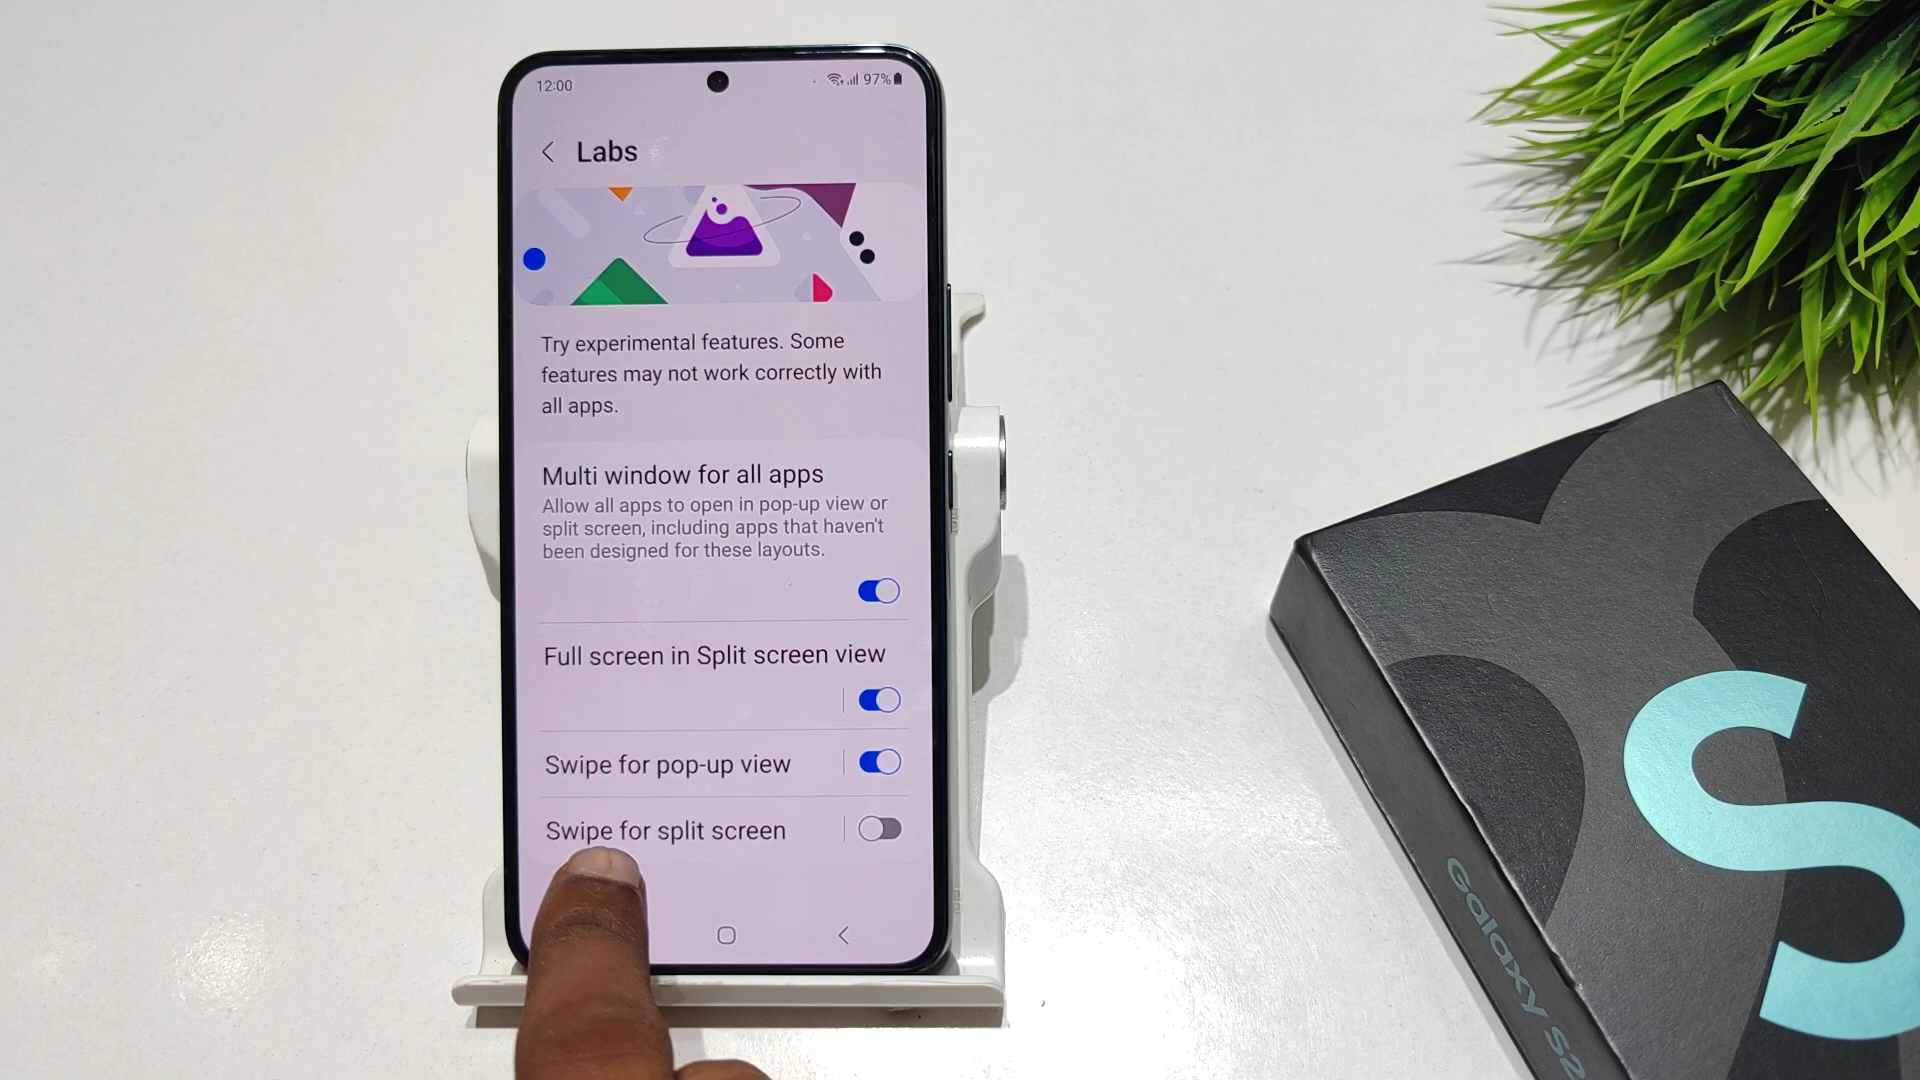 12:00
97%
Labs
Try experimental features. Some
features may not work correctly with
all apps.
Multi window for all apps
Allow all apps to open in pop-up view or
split screen, including apps that haven't
been designed for these layouts.
Full screen in Split screen view
Swipe for pop-up view
Swipe for split screen
S
Galaxy S2